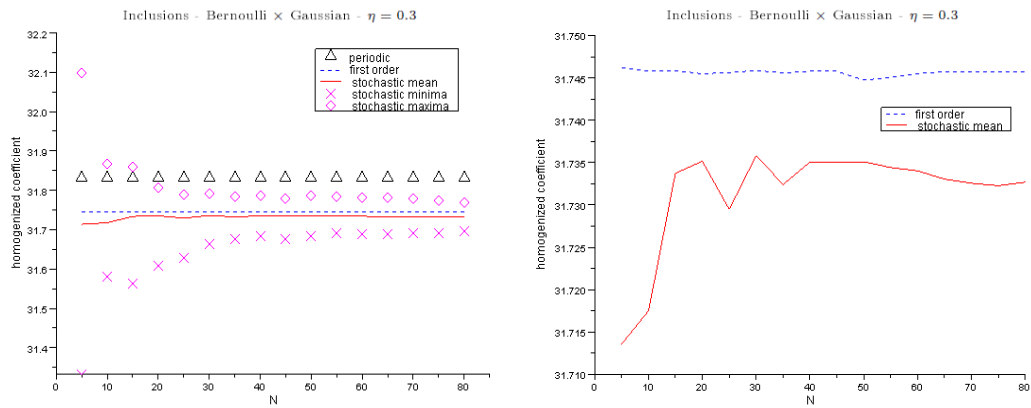 Inclusions - Bernoulli × Gaussian - η = 0.3
32.2
32.1
32.0
31.9
31.8
31.7
31.6
31.5
31.4
homogenized coefficient
periodic
first order
stochastic mean
stochastic minima
stochastic maxima
0 10 20 30 40 50 60 70 80
N
Inclusions - Bernoulli × Gaussian - η = 0.3
31.750
31.745
31.740
31.735
31.730
31.725
31.720
31.715
31.710
homogenized coefficient
first order
stochastic mean
0 10 20 30 40 50 60 70 80
N